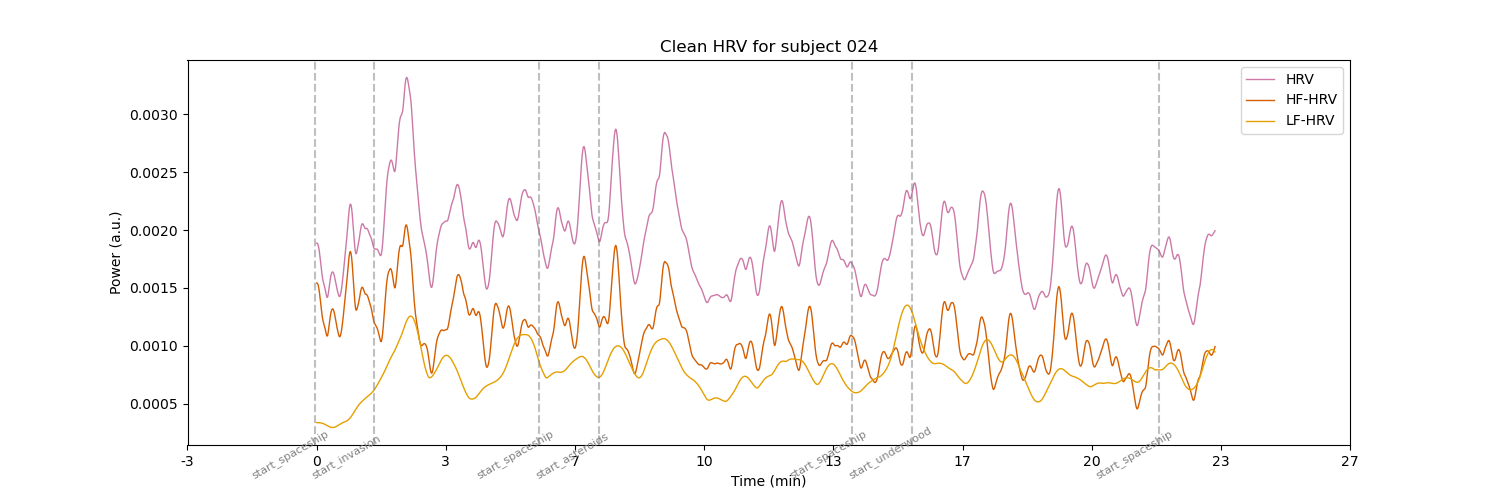 Clean HRV for subject 024
HRV
HF-HRV
LF-HRV
Power (a.u.)
0.0030
0.0025
0.0020
0.0015
0.0010
0.0005
start_spaceship
start_invasion
start_spaceship
start_asteroids
start_spaceship
start_underwood
start_spaceship
-3 0 3 7 10 13 17 20 23 27
Time (min)